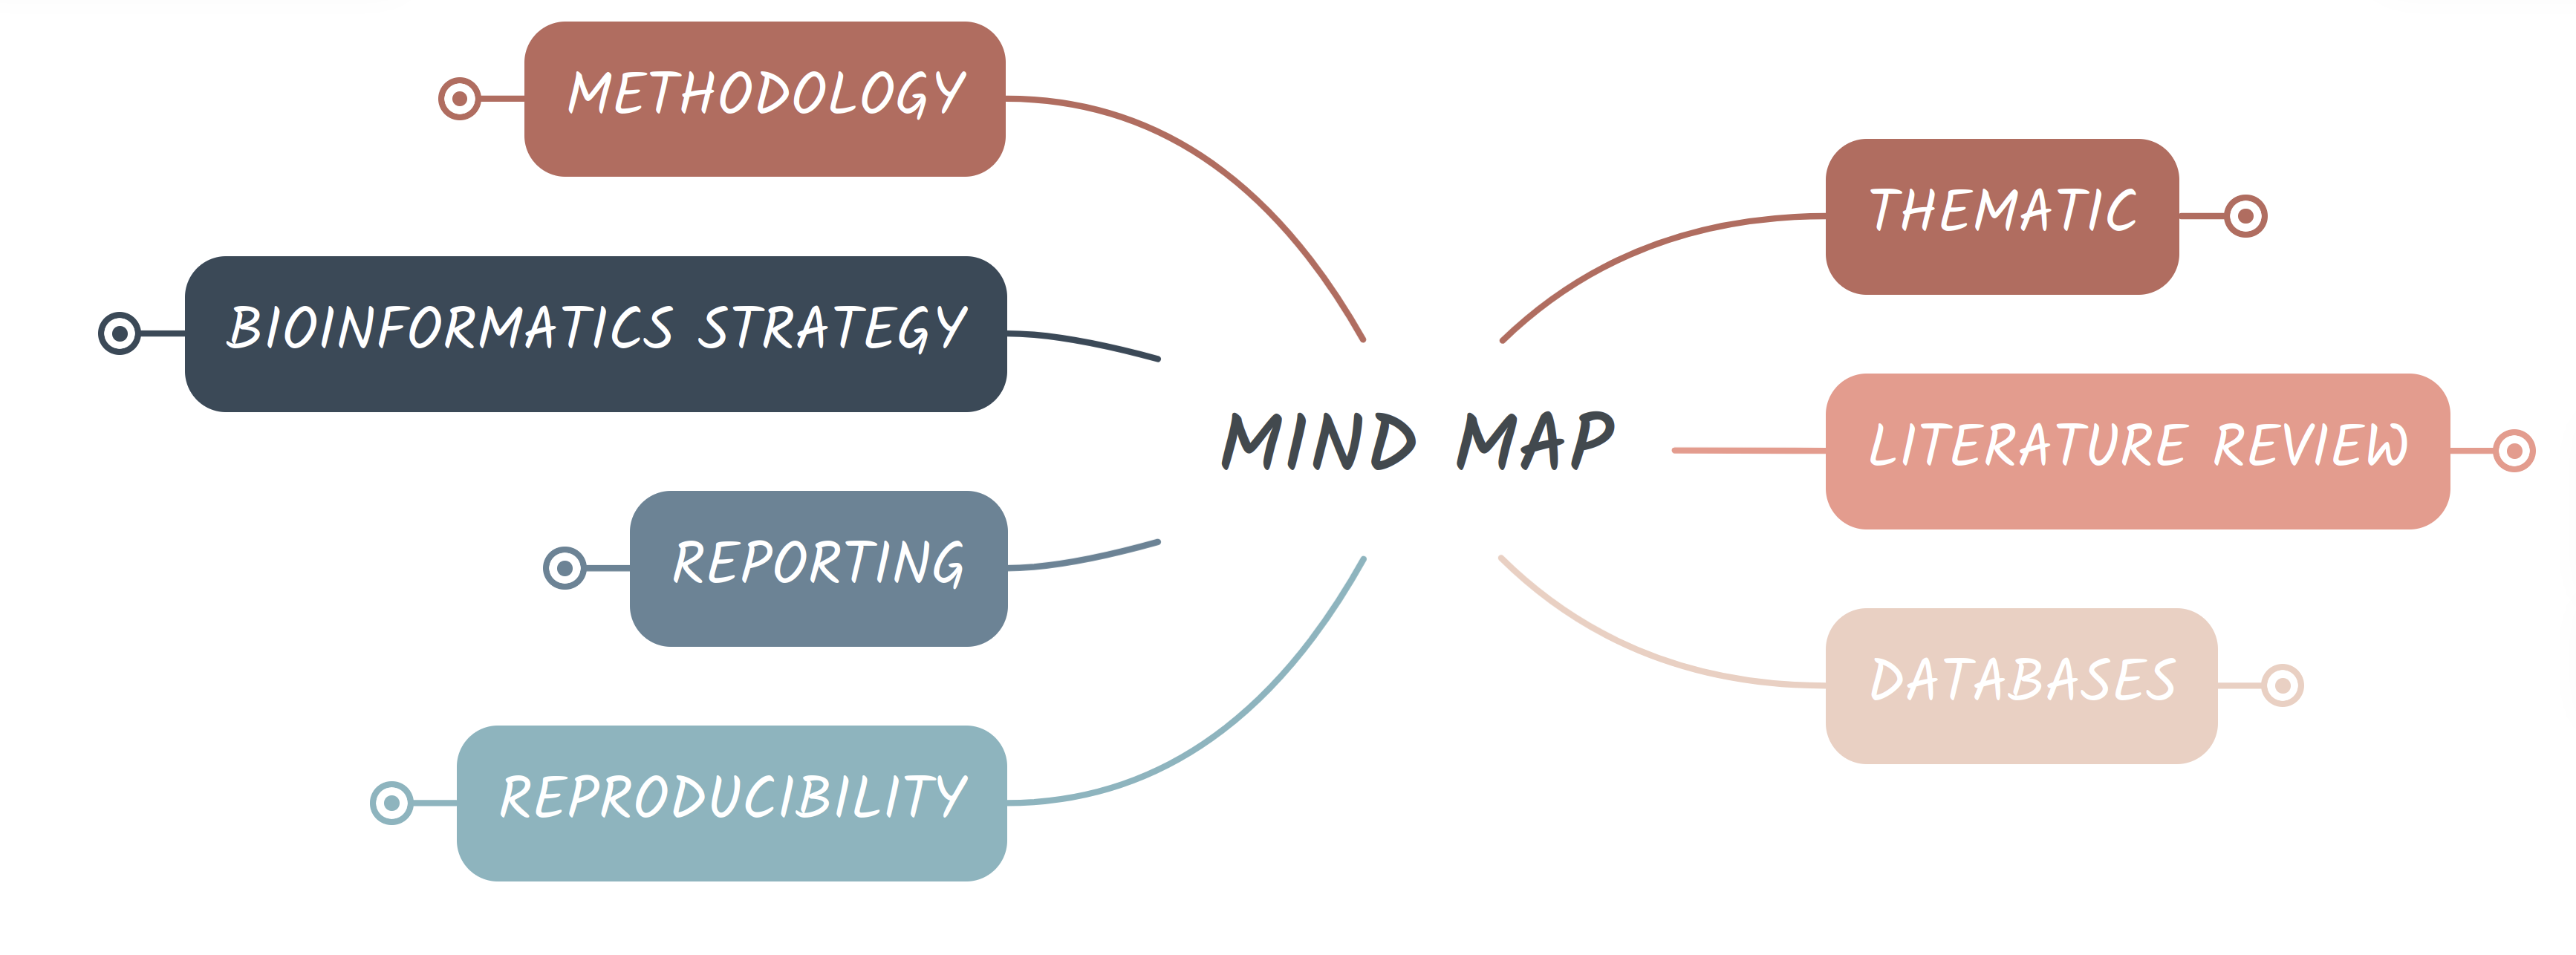 METHODOLOGY
THEMATIC
BIOINFORMATICS STRATEGY
MIND MAP
LITERATURE REVIEW
REPORTING
DATABASES
REPRODUCIBILITY